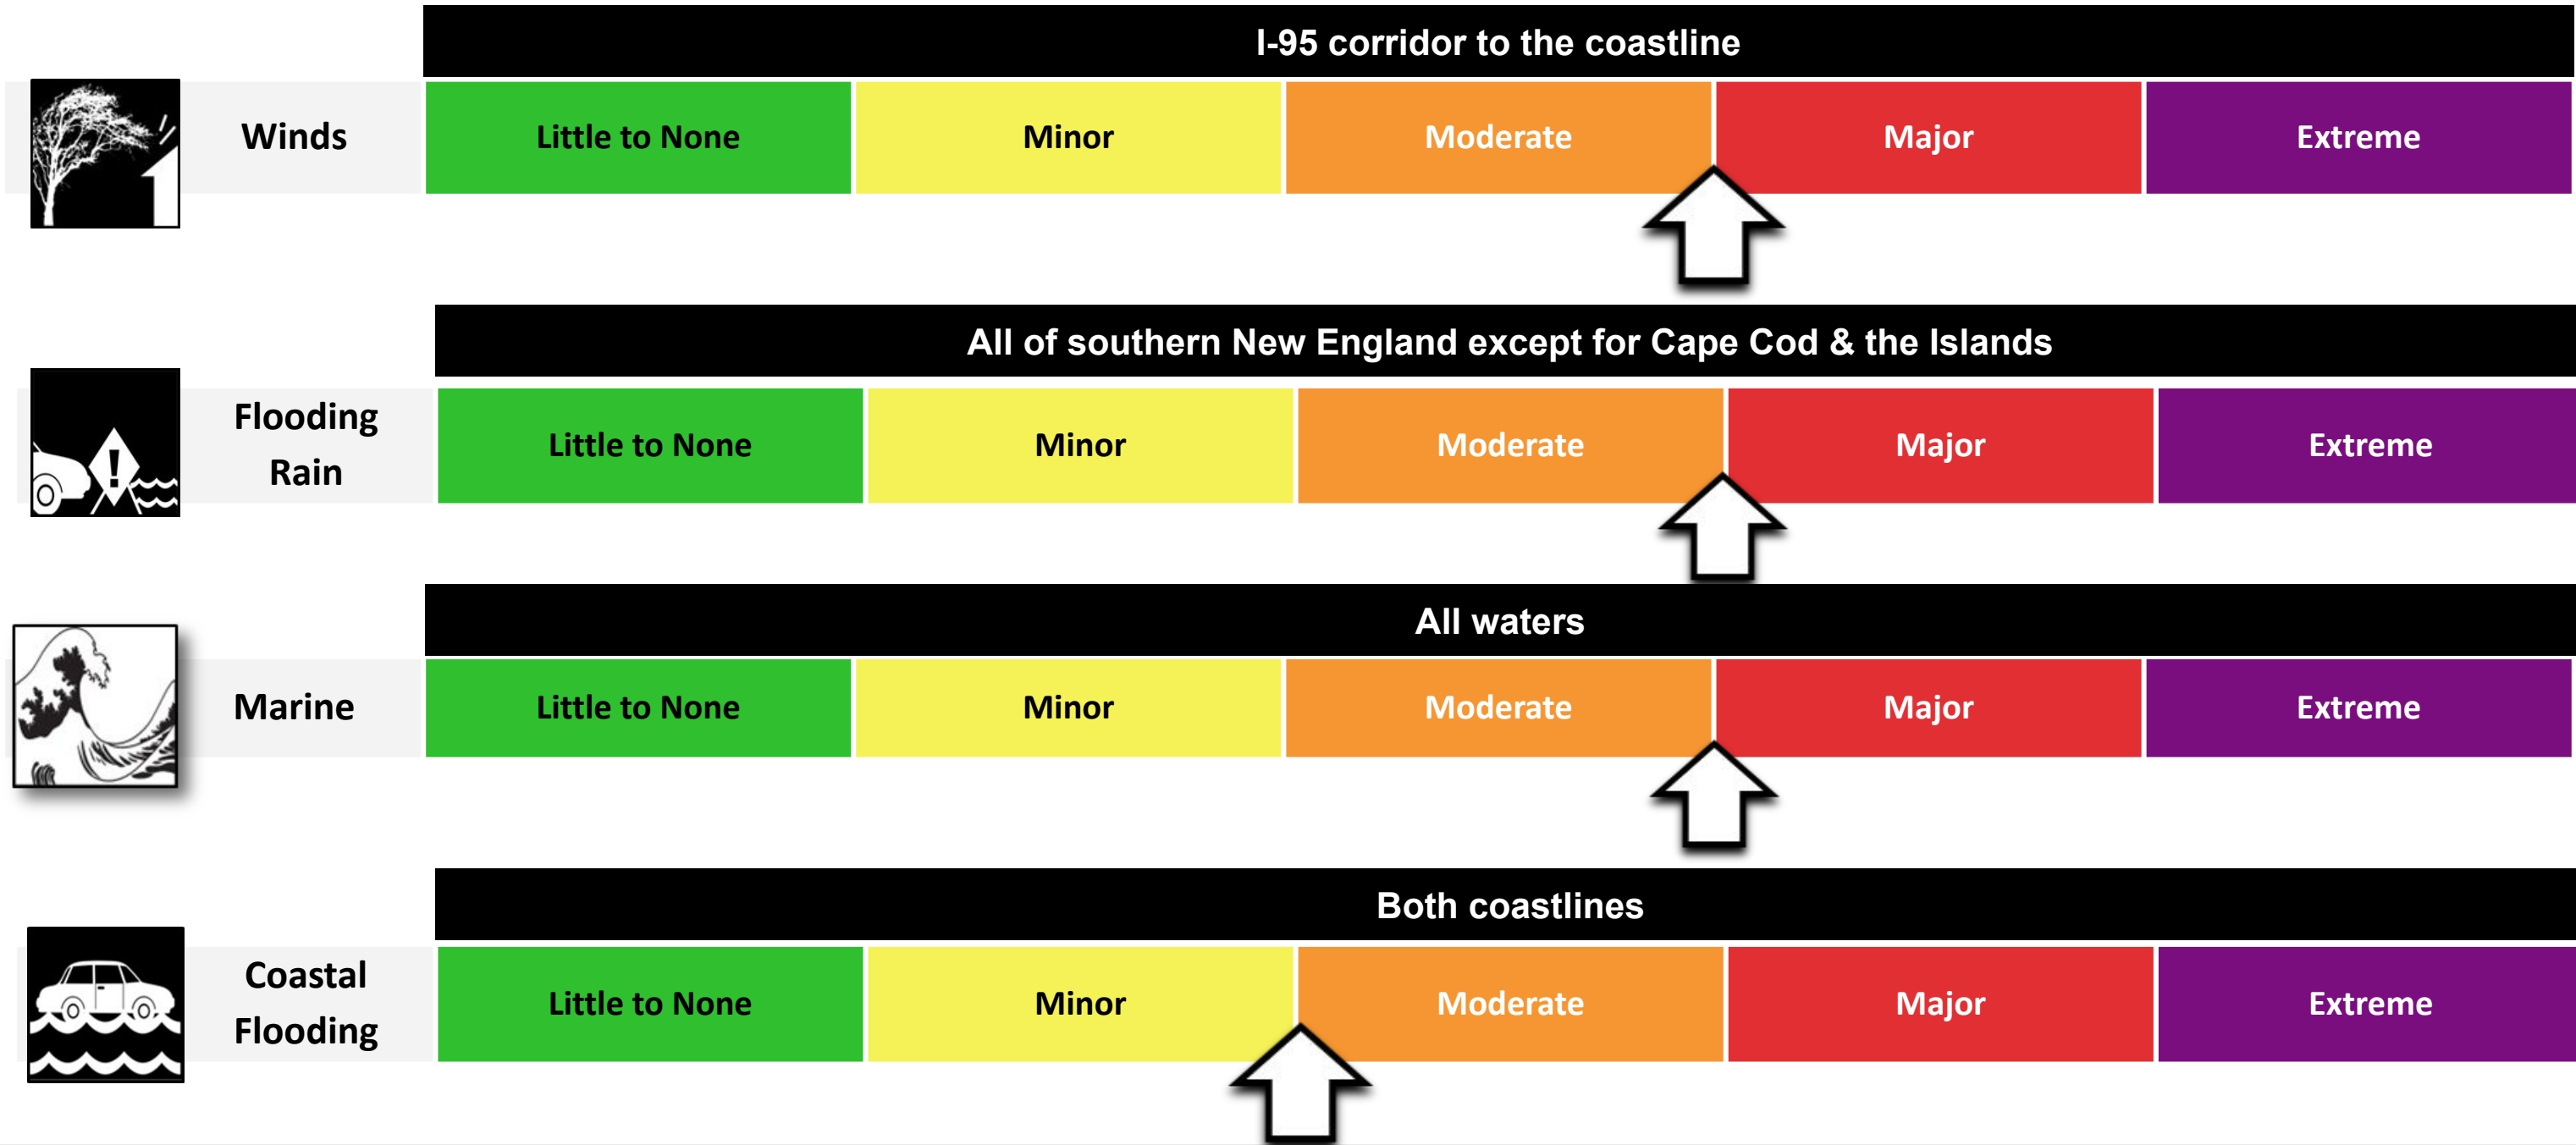 I-95 corridor to the coastline
Winds
Little to None
Minor
Moderate
Major
Extreme
All of southern New England except for Cape Cod & the Islands
Flooding
Rain
Little to None
Minor
Moderate
Major
Extreme
All waters
Marine
Little to None
Minor
Moderate
Major
Extreme
Both coastlines
Coastal
Flooding
Little to None
Minor
Moderate
Major
Extreme